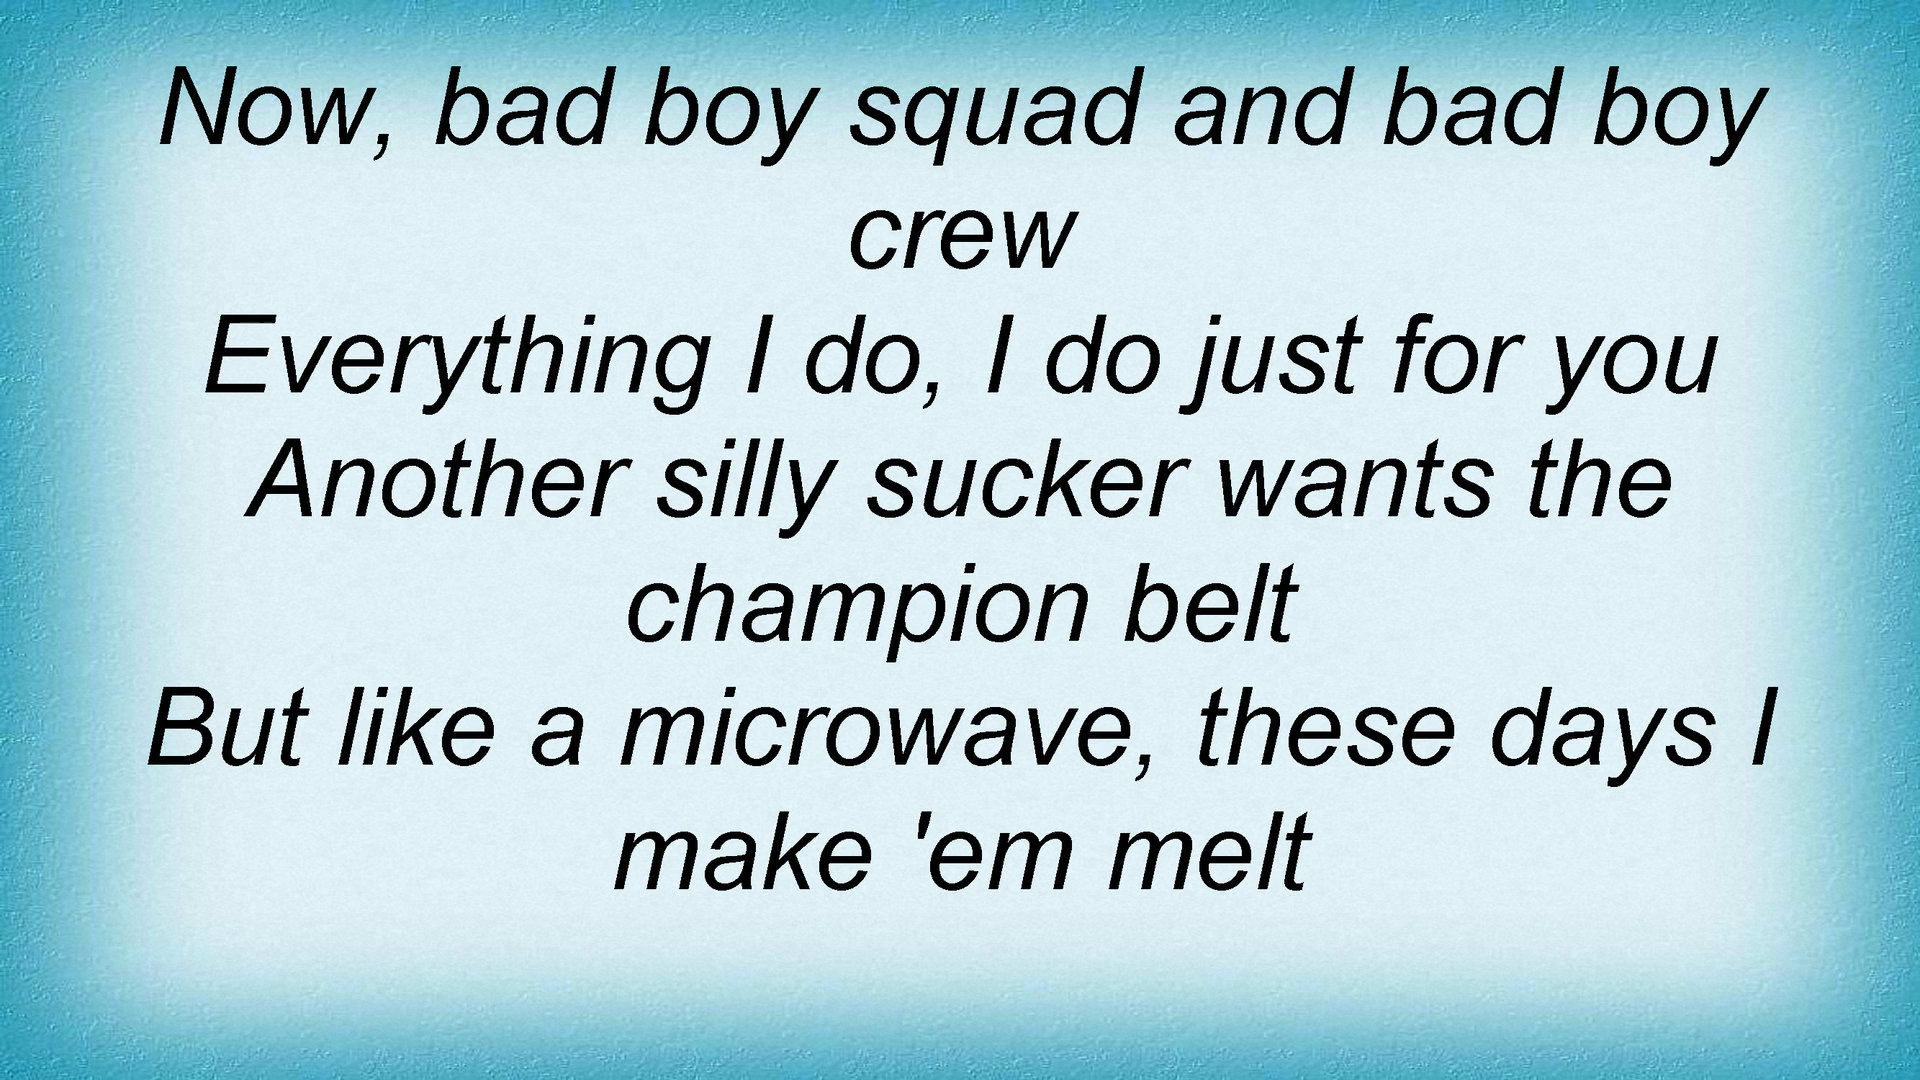 Now, bad boy squad and bad boy
crew
Everything I do, I do just for you
Another silly sucker wants the
champion belt
But like a microwave, these days I
make 'em melt